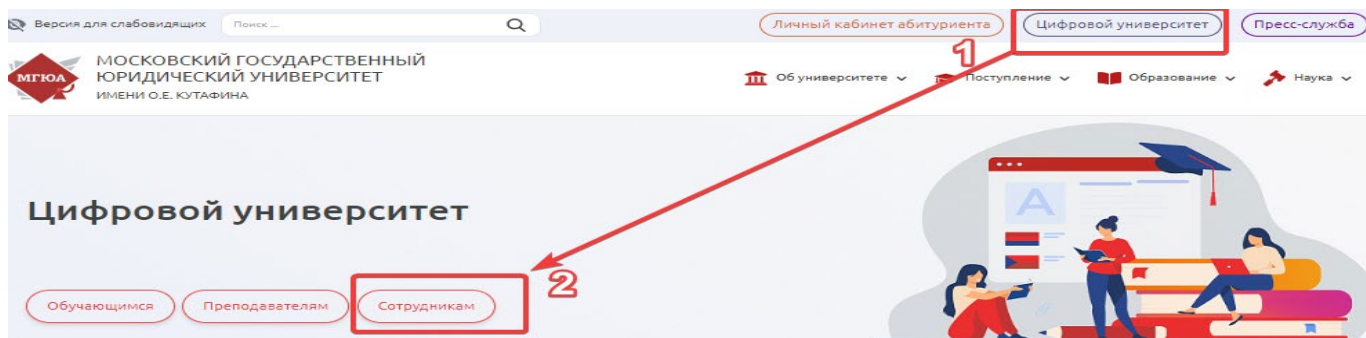 Версия для слабовидящих Поиск ... Личный кабинет абитуриента Цифровой университет Пресс-служба
1
МОСКОВСКИЙ ГОСУДАРСТВЕННЫЙ
ЮРИДИЧЕСКИЙ УНИВЕРСИТЕТ
ИМЕНИ О.Е. КУТАФИНА
МГЮА
Об университете Поступление Образование Наука
Цифровой университет
A
2
Обучающимся Преподавателям Сотрудникам